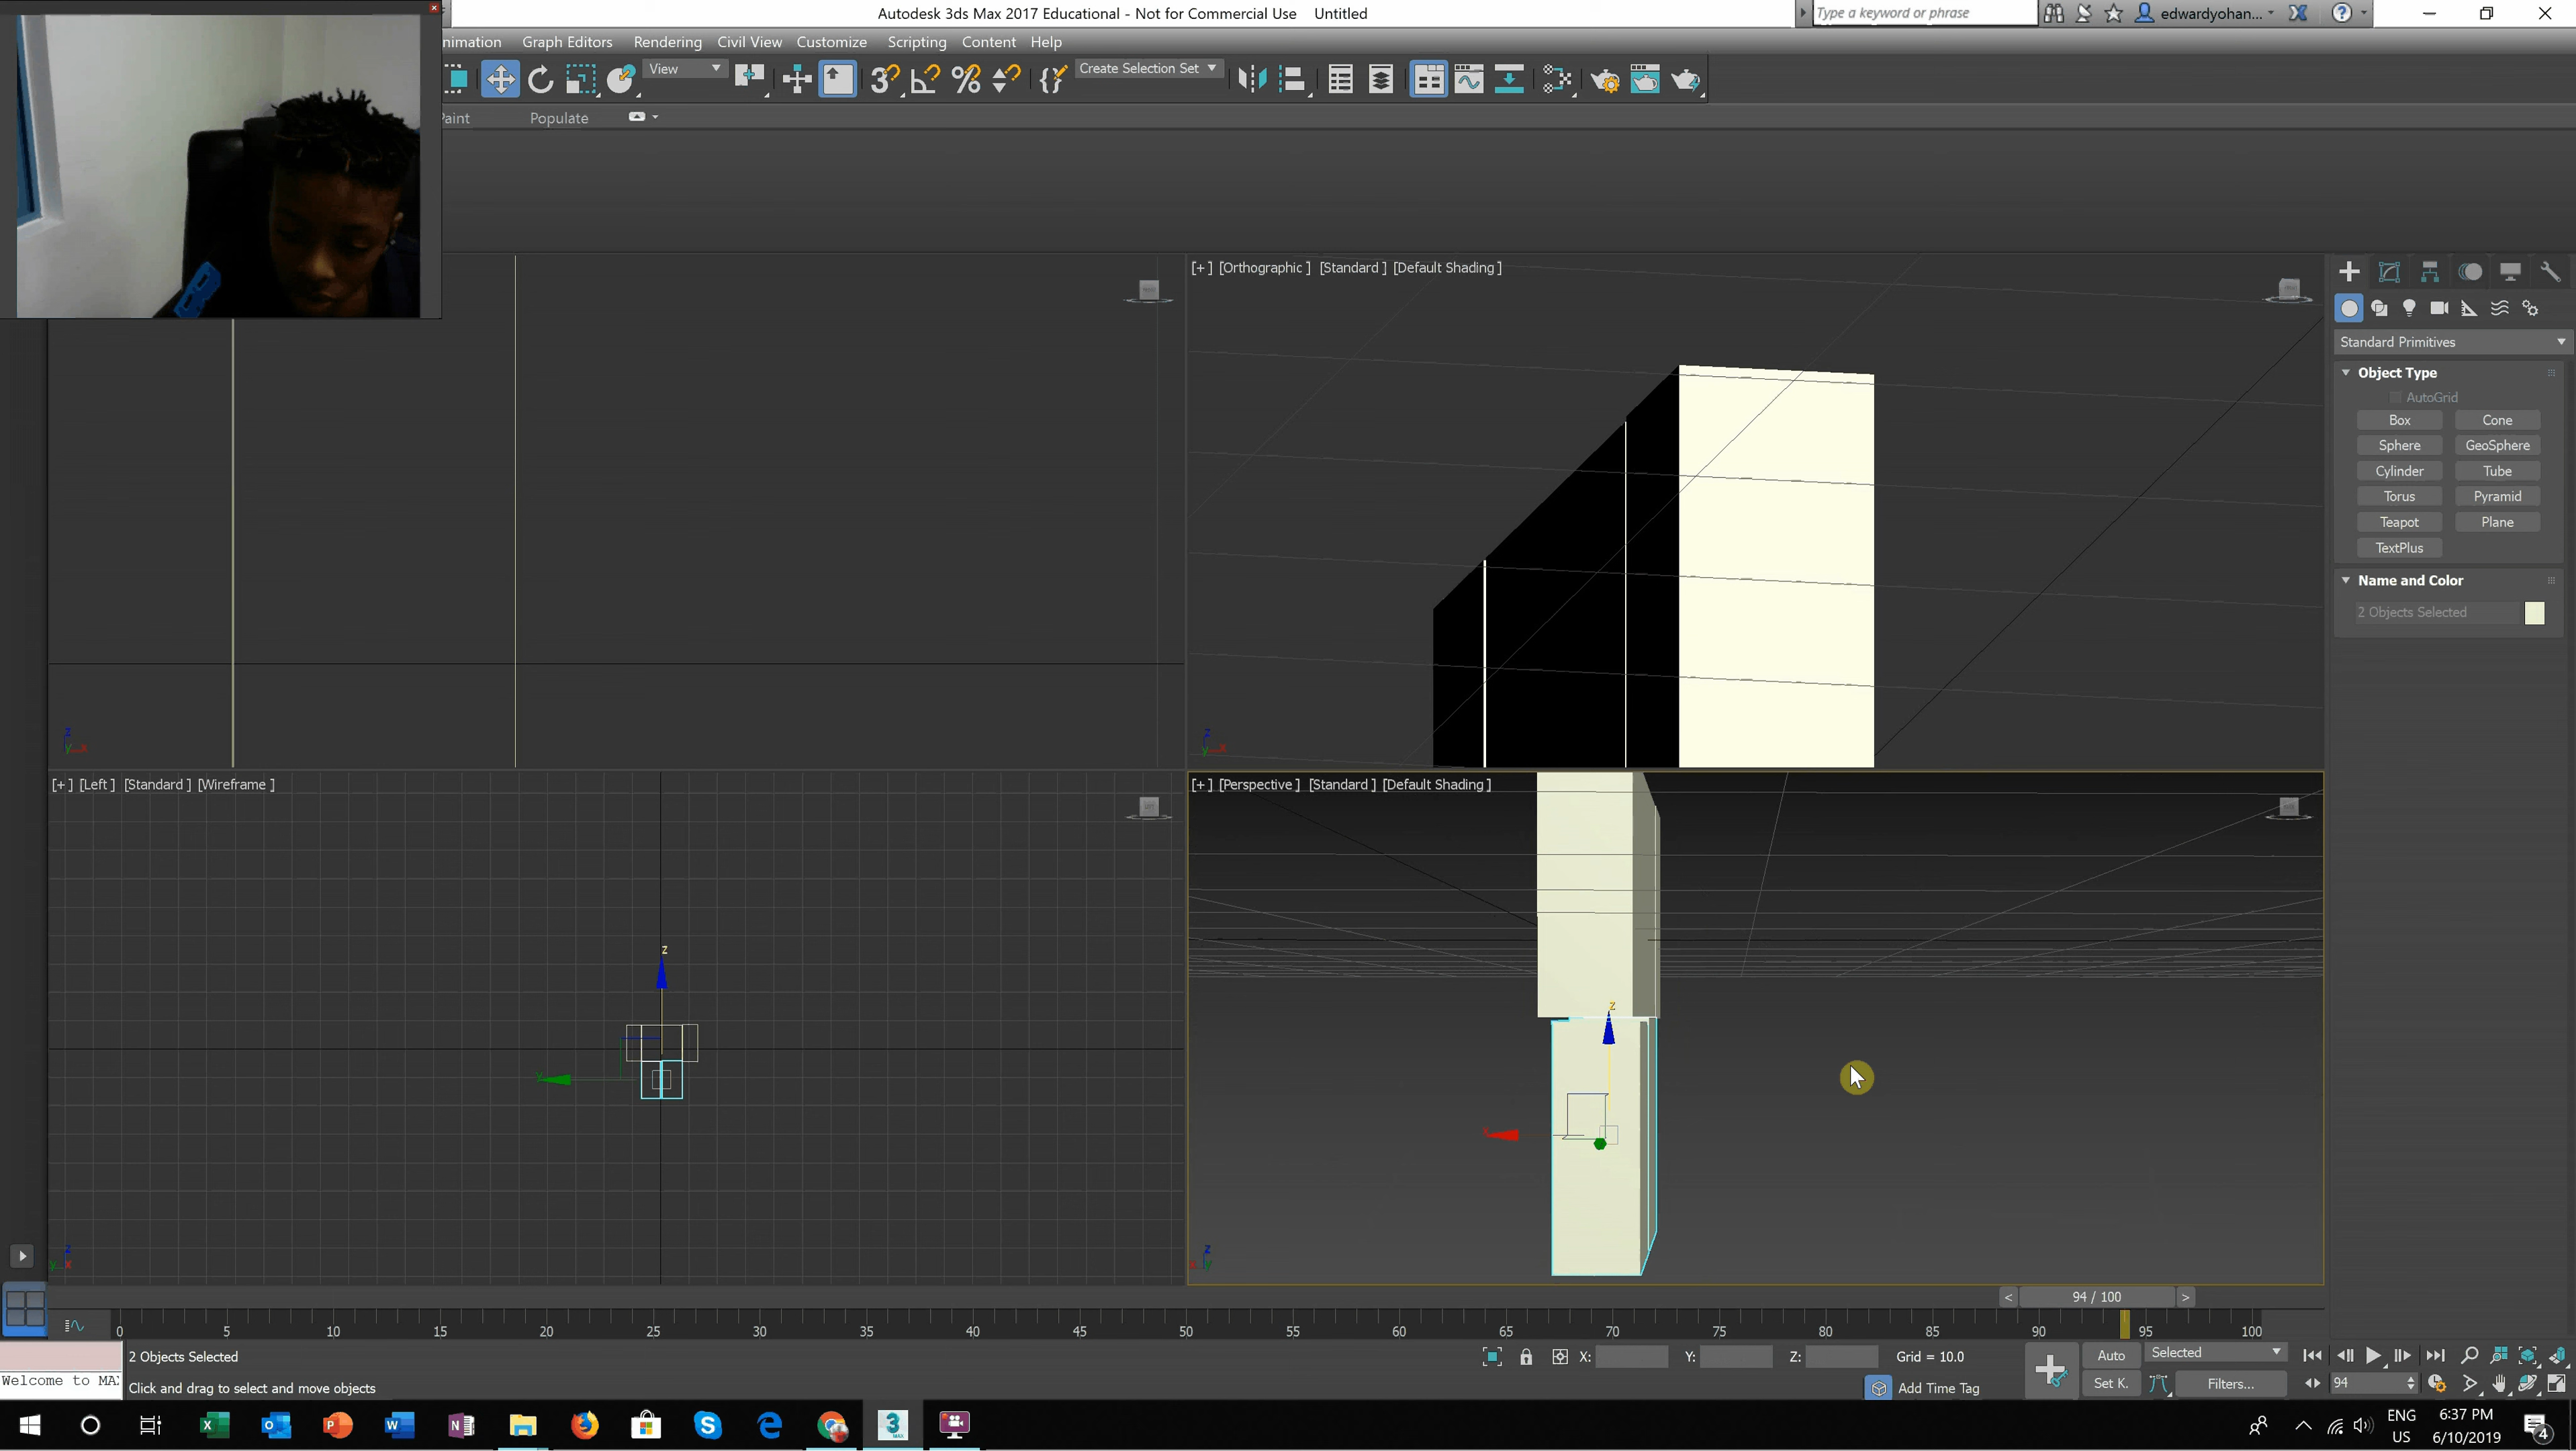 Autodesk 3ds Max 2017 Educational - Not for Commercial Use Untitled
Type a keyword or phrase
edwardyohan...
nimation Graph Editors Rendering Civil View Customize Scripting Content Help
View
Create Selection Set
aint Populate
[+] [Orthographic ] [Standard ] [Default Shading ]
Standard Primitives
Object Type
AutoGrid
Box Cone
Sphere GeoSphere
Cylinder Tube
Torus Pyramid
Teapot Plane
TextPlus
Name and Color
2 Objects Selected
z
y x
z
y x
[+] [Left ] [Standard ] [Wireframe ]
[+] [Perspective ] [Standard ] [Default Shading ]
z
y
z
x
z
y x
z
y
< 94 / 100 >
0 5 10 15 20 25 30 35 40 45 50 55 60 65 70 75 80 85 90 95 100
2 Objects Selected
X: Y: Z: Grid = 10.0
Auto Selected
Welcome to MAX
Click and drag to select and move objects
Add Time Tag
Set K. Filters...
94
ENG
US
6:37 PM
6/10/2019
4